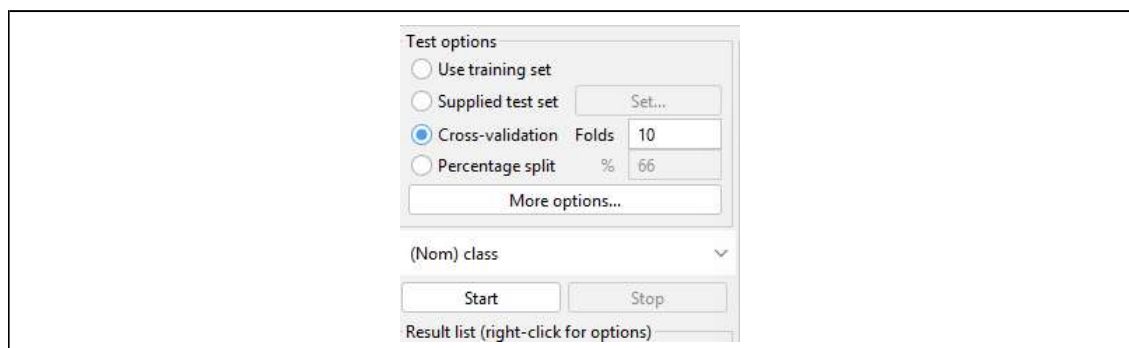 Test options
Use training set
Supplied test set Set...
Cross-validation Folds 10
Percentage split % 66
More options...
(Nom) class
Start Stop
Result list (right-click for options)